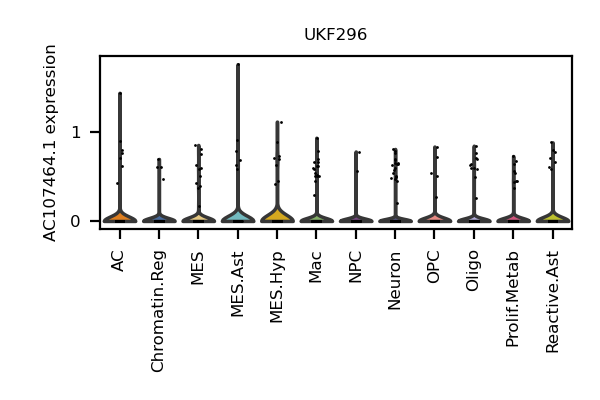 UKF296
AC107464.1 expression
1
0
AC
Chromatin.Reg
MES
MES.Ast
MES.Hyp
Mac
NPC
Neuron
OPC
Oligo
Prolif.Metab
Reactive.Ast